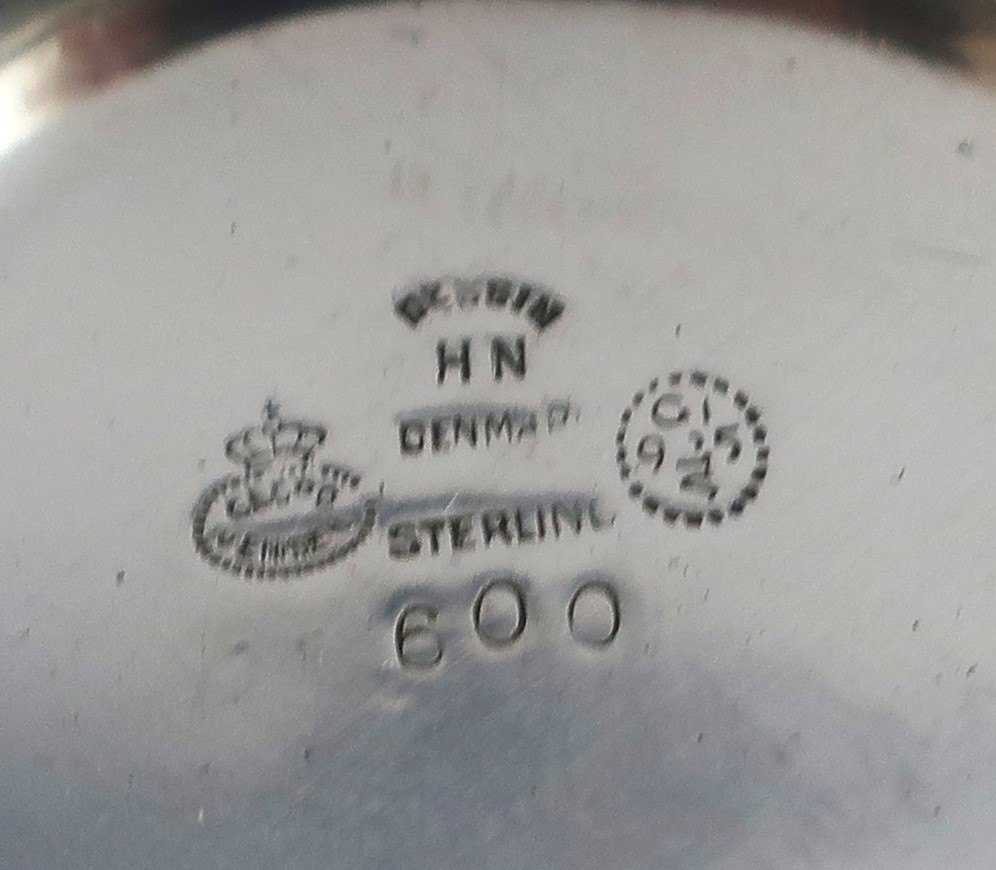 DESSIN
HN
DENMARK
GI
925
S
STERLING
600